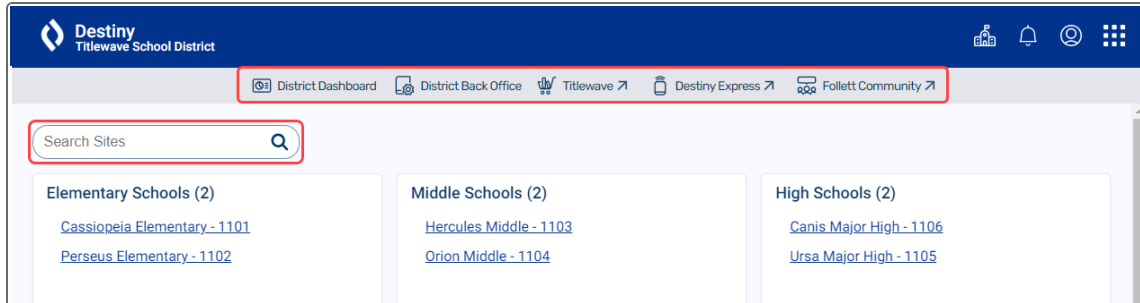 Destiny
Titlewave School District
District Dashboard District Back Office Titlewave Destiny Express Follett Community
Search Sites
Elementary Schools (2) Middle Schools (2) High Schools (2)
Cassiopeia Elementary - 1101 Hercules Middle - 1103 Canis Major High - 1106
Perseus Elementary - 1102 Orion Middle - 1104 Ursa Major High - 1105